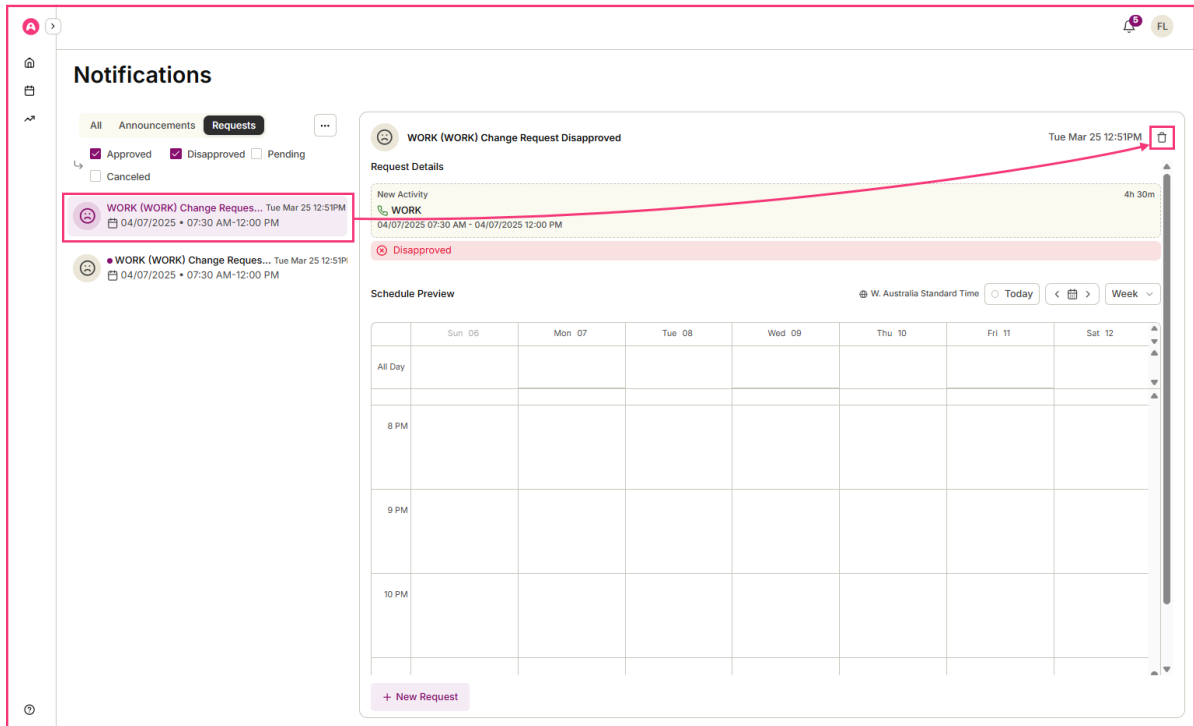 A
5
FL
Notifications
All Announcements Requests ...
Approved Disapproved Pending
Canceled
WORK (WORK) Change Reques... Tue Mar 25 12:51PM
04/07/2025 • 07:30 AM-12:00 PM
WORK (WORK) Change Reques... Tue Mar 25 12:51P
04/07/2025 • 07:30 AM-12:00 PM
WORK (WORK) Change Request Disapproved Tue Mar 25 12:51PM
Request Details
New Activity 4h 30m
WORK
04/07/2025 07:30 AM - 04/07/2025 12:00 PM
Disapproved
Schedule Preview W. Australia Standard Time Today Week
Sun 06 Mon 07 Tue 08 Wed 09 Thu 10 Fri 11 Sat 12
All Day
8 PM
9 PM
10 PM
+ New Request